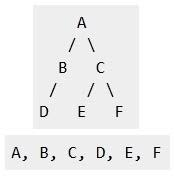 A
/ \
B C
/ / \
D E F
A, B, C, D, E, F